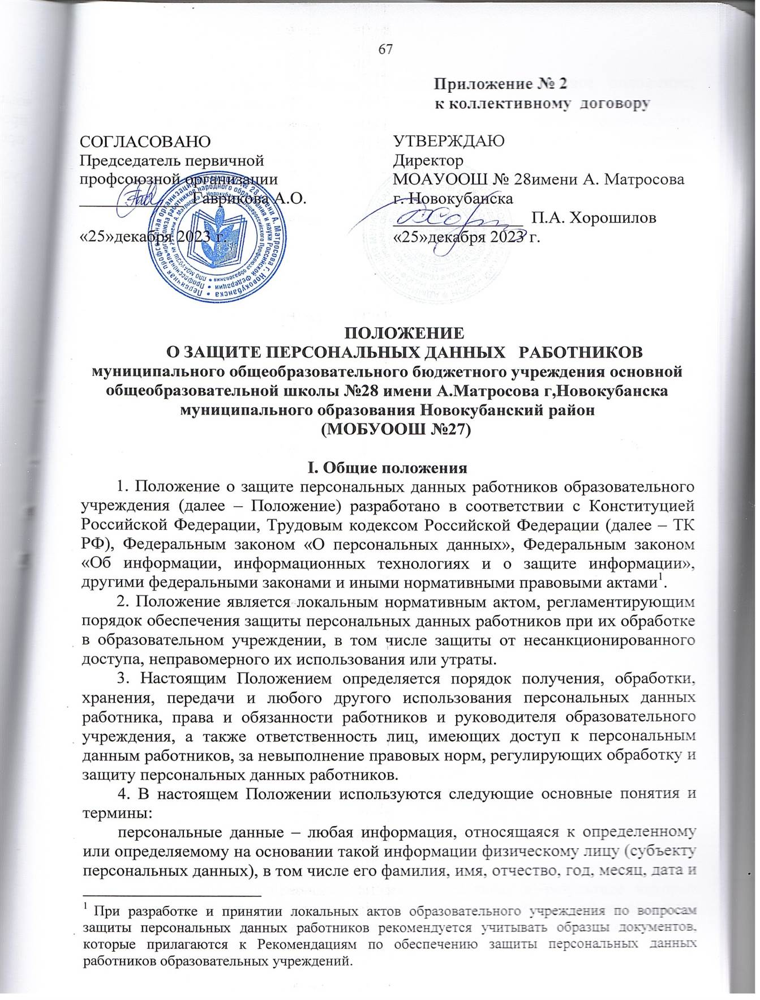 67
Приложение № 2
к коллективному договору
СОГЛАСОВАНО
Председатель первичной
профсоюзной организации
Гаврикова А.О.
«25»декабря 2023 г.
УТВЕРЖДАЮ
Директор
МОАУООШ № 28имени А. Матросова
г. Новокубанска
П.А. Хорошилов
«25»декабря 2023 г.
ПОЛОЖЕНИЕ
О ЗАЩИТЕ ПЕРСОНАЛЬНЫХ ДАННЫХ РАБОТНИКОВ
муниципального общеобразовательного бюджетного учреждения основной
общеобразовательной школы №28 имени А.Матросова г,Новокубанска
муниципального образования Новокубанский район
(МОБУООШ №27)
I. Общие положения
1. Положение о защите персональных данных работников образовательного
учреждения (далее – Положение) разработано в соответствии с Конституцией
Российской Федерации, Трудовым кодексом Российской Федерации (далее – ТК
РФ), Федеральным законом «О персональных данных», Федеральным законом
«Об информации, информационных технологиях и о защите информации»,
другими федеральными законами и иными нормативными правовыми актами¹.
2. Положение является локальным нормативным актом, регламентирующим
порядок обеспечения защиты персональных данных работников при их обработке
в образовательном учреждении, в том числе защиты от несанкционированного
доступа, неправомерного их использования или утраты.
3. Настоящим Положением определяется порядок получения, обработки,
хранения, передачи и любого другого использования персональных данных
работника, права и обязанности работников и руководителя образовательного
учреждения, а также ответственность лиц, имеющих доступ к персональным
данным работников, за невыполнение правовых норм, регулирующих обработку и
защиту персональных данных работников.
4. В настоящем Положении используются следующие основные понятия и
термины:
персональные данные – любая информация, относящаяся к определенному
или определяемому на основании такой информации физическому лицу (субъекту
персональных данных), в том числе его фамилия, имя, отчество, год, месяц, дата и
¹ При разработке и принятии локальных актов образовательного учреждения по вопросам
защиты персональных данных работников рекомендуется учитывать образцы документов,
которые прилагаются к Рекомендациям по обеспечению защиты персональных данных
работников образовательных учреждений.